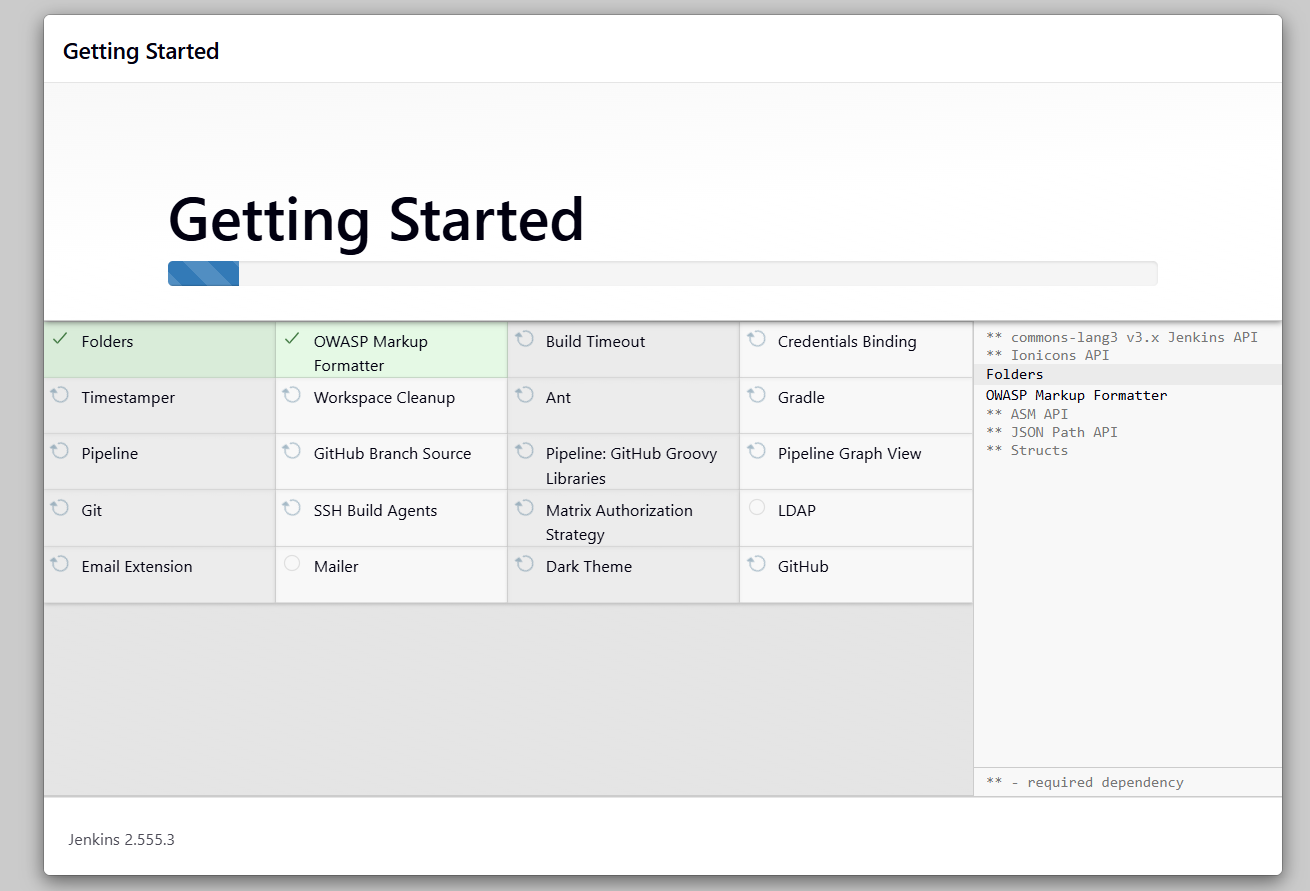 Getting Started
Getting Started
Folders
OWASP Markup
Formatter
Build Timeout
Credentials Binding
Timestamper
Workspace Cleanup
Ant
Gradle
Pipeline
GitHub Branch Source
Pipeline: GitHub Groovy
Libraries
Pipeline Graph View
Git
SSH Build Agents
Matrix Authorization
Strategy
LDAP
Email Extension
Mailer
Dark Theme
GitHub
** commons-lang3 v3.x Jenkins API
** Ionicons API
Folders
OWASP Markup Formatter
** ASM API
** JSON Path API
** Structs
** - required dependency
Jenkins 2.555.3